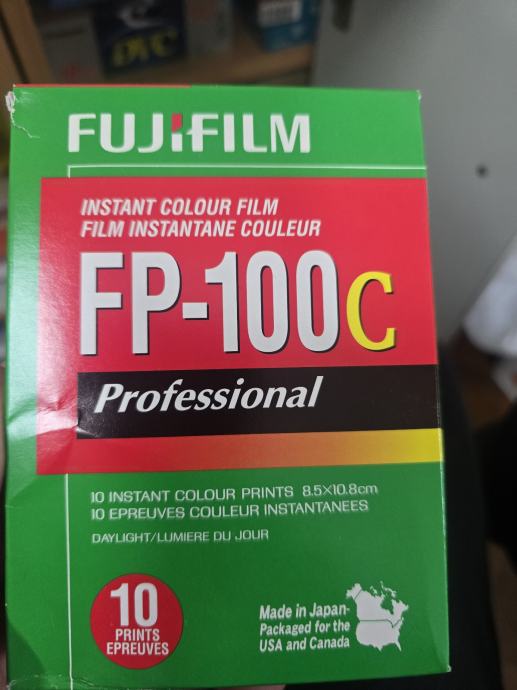 DVC
FUJIFILM
INSTANT COLOUR FILM
FILM INSTANTANE COULEUR
FP-100C
Professional
10 INSTANT COLOUR PRINTS 8.5×10.8cm
10 EPREUVES COULEUR INSTANTANEES
DAYLIGHT/LUMIERE DU JOUR
10
PRINTS
EPREUVES
Made in Japan-
Packaged for the
USA and Canada